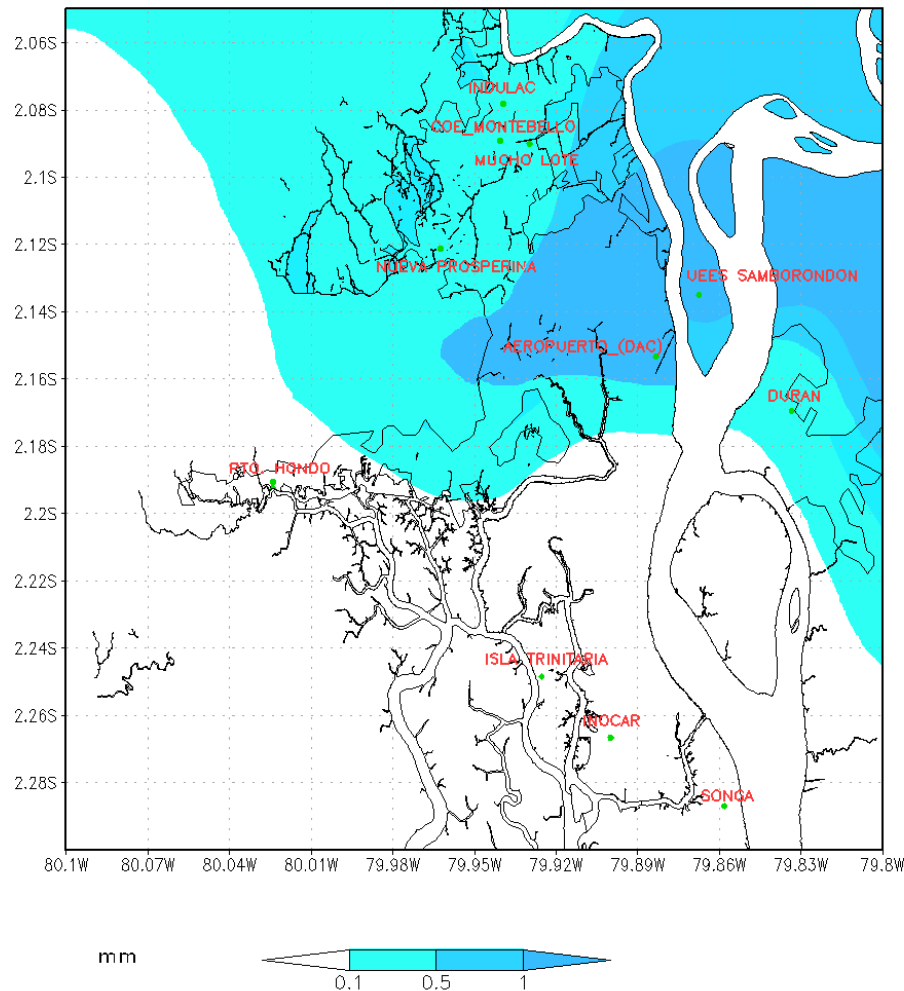 2.06S
INDULAC
2.08S
COE_MONTEBELLO
MUCHO LOTE
2.1S
2.12S
NUEVA PROSPERINA
UEES SAMBORONDON
2.14S
AEROPUERTO_(DAC)
2.16S
DURAN
2.18S
PTO_HONDO
2.2S
2.22S
2.24S
ISLA TRINITARIA
2.26S
INOCAR
2.28S
SONGA
80.1W 80.07W 80.04W 80.01W 79.98W 79.95W 79.92W 79.89W 79.86W 79.83W 79.8W
mm
0.1 0.5 1